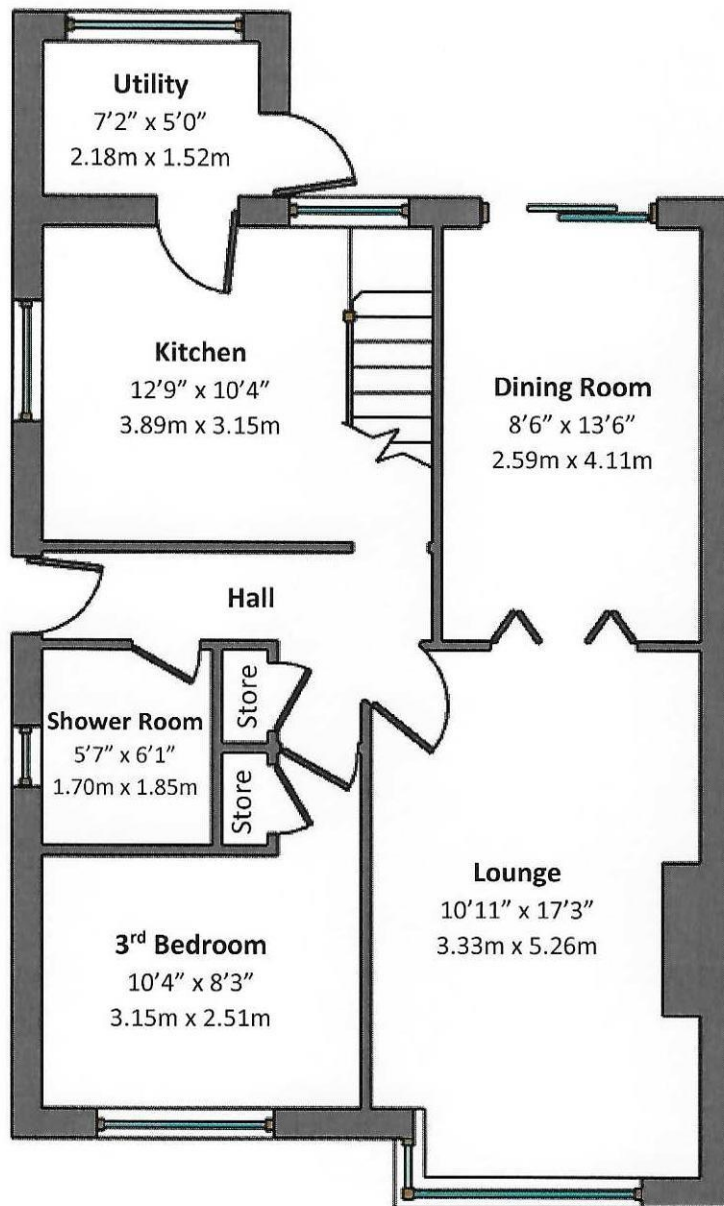 Utility
7’2” x 5’0”
2.18m x 1.52m
Kitchen
12’9” x 10’4”
3.89m x 3.15m
Dining Room
8’6” x 13’6”
2.59m x 4.11m
Hall
Store
Shower Room
5’7” x 6’1”
1.70m x 1.85m
Store
Lounge
10’11” x 17’3”
3.33m x 5.26m
3rd Bedroom
10’4” x 8’3”
3.15m x 2.51m